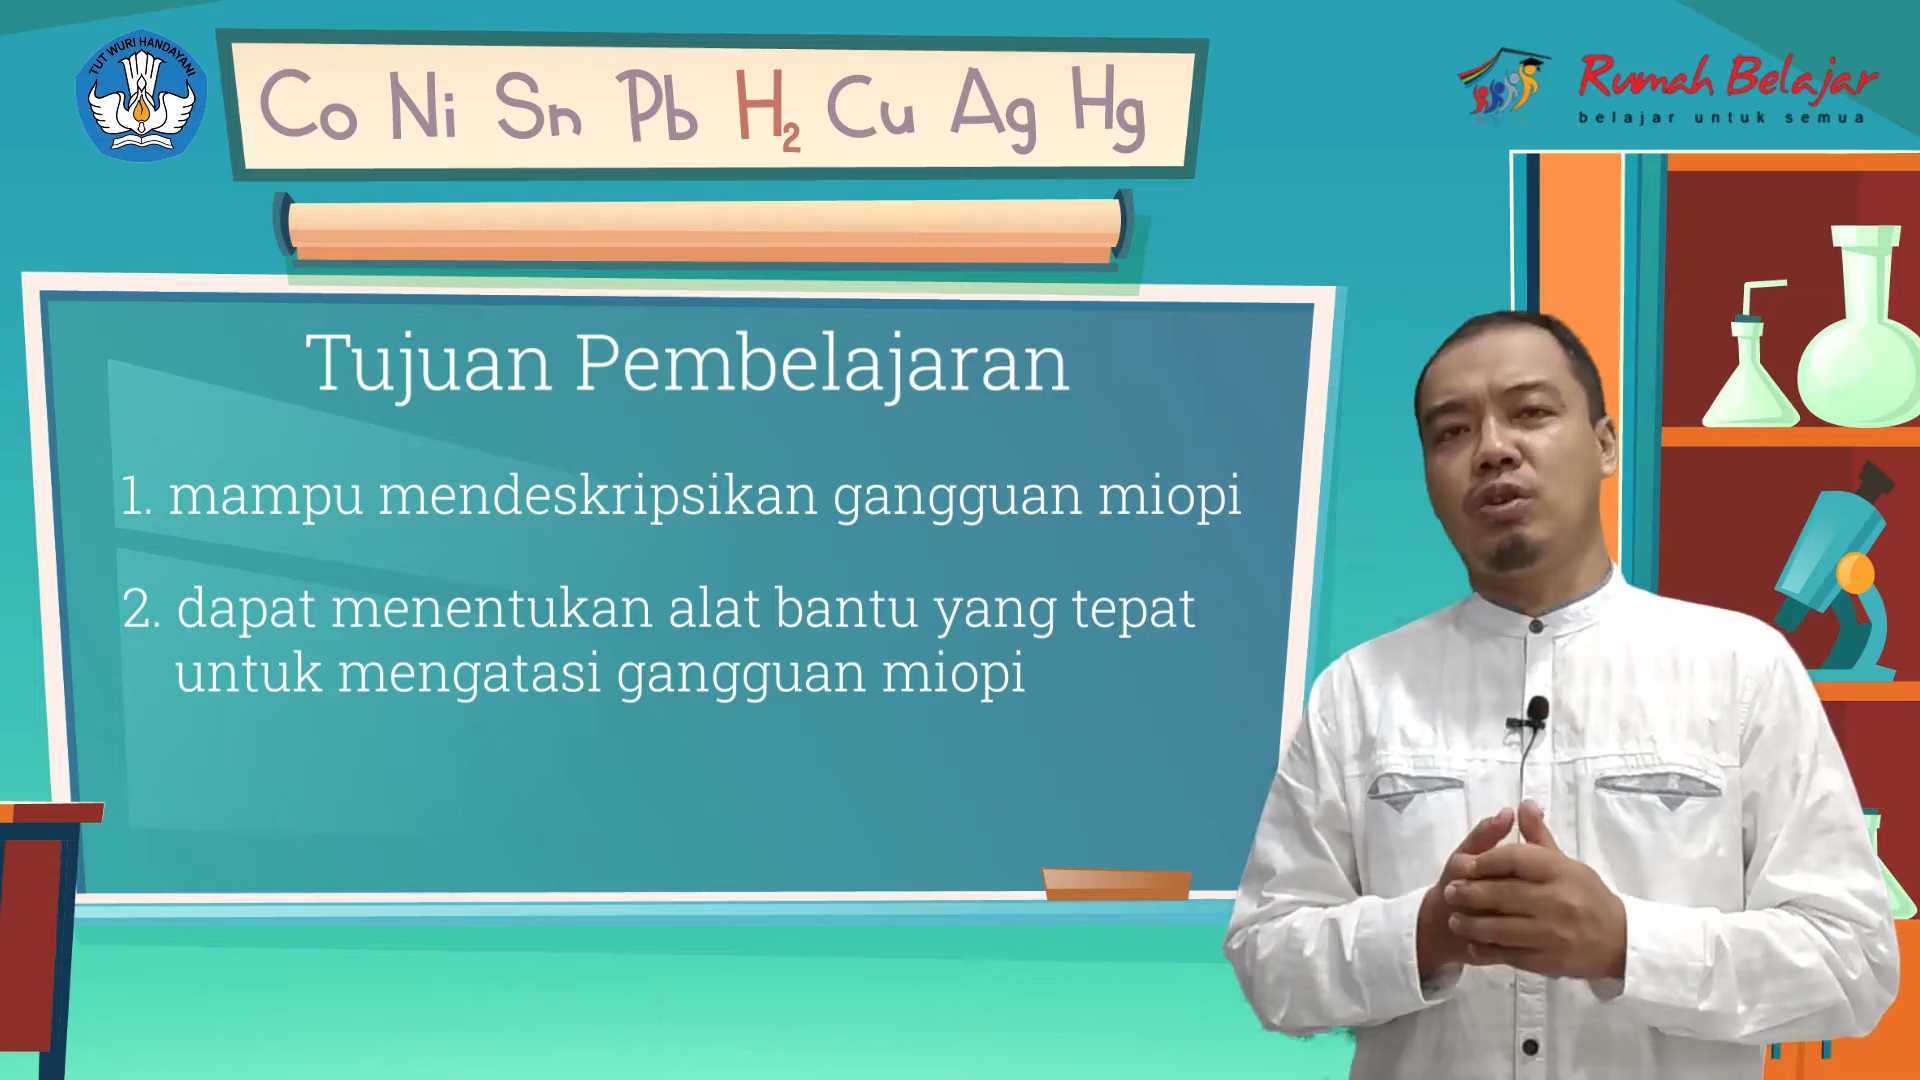 TUT WURI HANDAYANI
Co Ni Sn Pb H₂ Cu Ag Hg
Rumah Belajar
belajar untuk semua
Tujuan Pembelajaran
1. mampu mendeskripsikan gangguan miopi
2. dapat menentukan alat bantu yang tepat
untuk mengatasi gangguan miopi